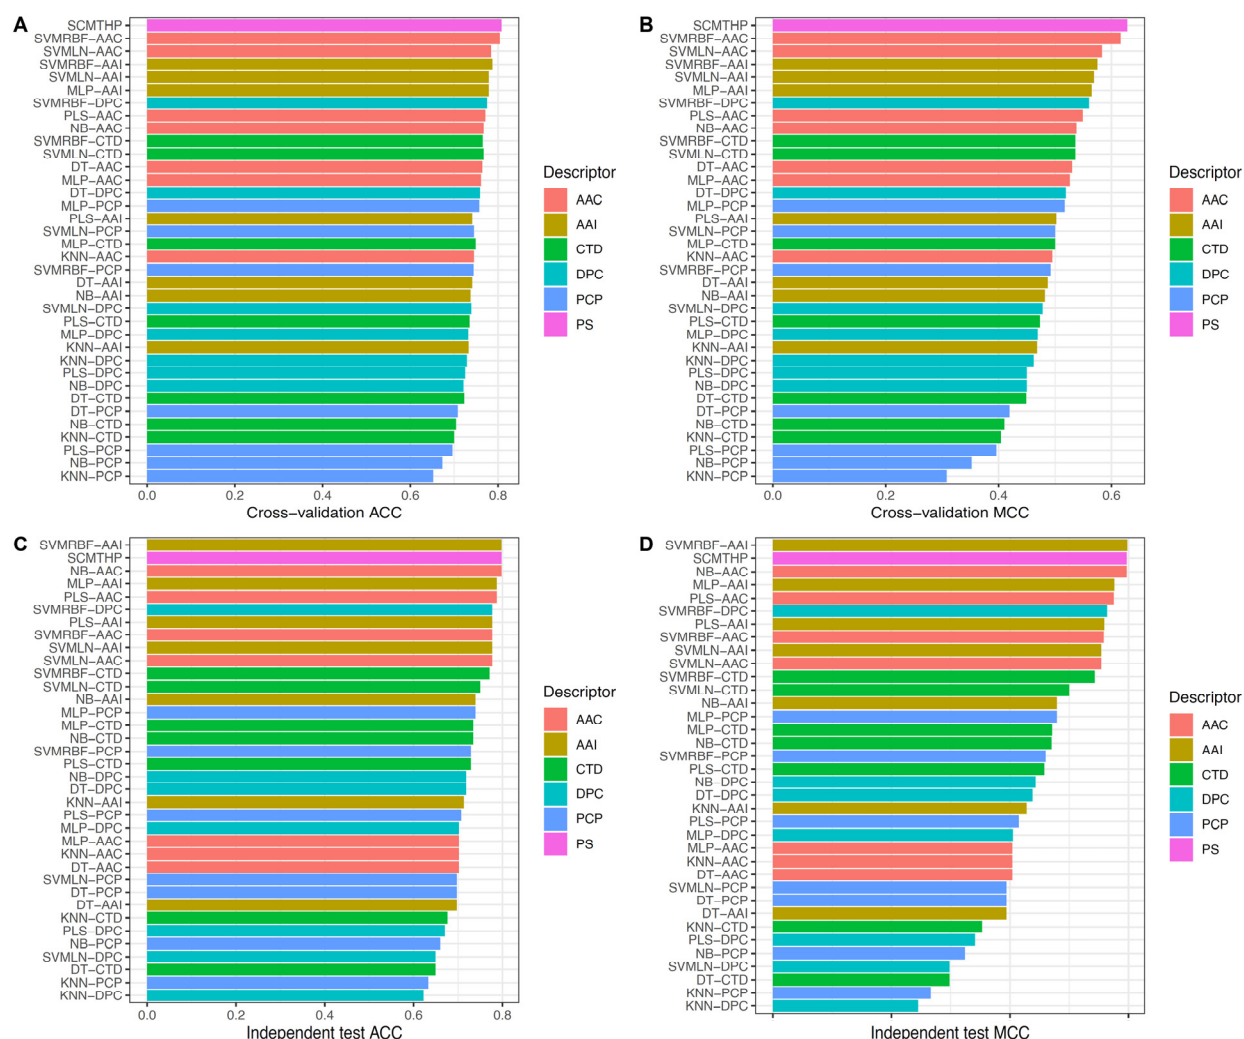 A
SCMTHP
SVMRBF−AAC
SVMLN−AAC
SVMRBF−AAI
SVMLN−AAI
MLP−AAI
SVMRBF−DPC
PLS−AAC
NB−AAC
SVMRBF−CTD
SVMLN−CTD
DT−AAC
MLP−AAC
DT−DPC
MLP−PCP
PLS−AAI
SVMLN−PCP
MLP−CTD
KNN−AAC
SVMRBF−PCP
DT−AAI
NB−AAI
SVMLN−DPC
PLS−CTD
MLP−DPC
KNN−AAI
KNN−DPC
PLS−DPC
NB−DPC
DT−CTD
DT−PCP
NB−CTD
KNN−CTD
PLS−PCP
NB−PCP
KNN−PCP
0.0 0.2 0.4 0.6 0.8
Cross−validation ACC
Descriptor
AAC
AAI
CTD
DPC
PCP
PS
B
SCMTHP
SVMRBF−AAC
SVMLN−AAC
SVMRBF−AAI
SVMLN−AAI
MLP−AAI
SVMRBF−DPC
PLS−AAC
NB−AAC
SVMRBF−CTD
SVMLN−CTD
DT−AAC
MLP−AAC
DT−DPC
MLP−PCP
PLS−AAI
SVMLN−PCP
MLP−CTD
KNN−AAC
SVMRBF−PCP
DT−AAI
NB−AAI
SVMLN−DPC
PLS−CTD
MLP−DPC
KNN−AAI
KNN−DPC
PLS−DPC
NB−DPC
DT−CTD
DT−PCP
NB−CTD
KNN−CTD
PLS−PCP
NB−PCP
KNN−PCP
0.0 0.2 0.4 0.6
Cross−validation MCC
Descriptor
AAC
AAI
CTD
DPC
PCP
PS
C
SVMRBF−AAI
SCMTHP
NB−AAC
MLP−AAI
PLS−AAC
SVMRBF−DPC
PLS−AAI
SVMRBF−AAC
SVMLN−AAI
SVMLN−AAC
SVMRBF−CTD
SVMLN−CTD
NB−AAI
MLP−PCP
MLP−CTD
NB−CTD
SVMRBF−PCP
PLS−CTD
NB−DPC
DT−DPC
KNN−AAI
PLS−PCP
MLP−DPC
MLP−AAC
KNN−AAC
DT−AAC
SVMLN−PCP
DT−PCP
DT−AAI
KNN−CTD
PLS−DPC
NB−PCP
SVMLN−DPC
DT−CTD
KNN−PCP
KNN−DPC
0.0 0.2 0.4 0.6 0.8
Independent test ACC
Descriptor
AAC
AAI
CTD
DPC
PCP
PS
D
SVMRBF−AAI
SCMTHP
NB−AAC
MLP−AAI
PLS−AAC
SVMRBF−DPC
PLS−AAI
SVMRBF−AAC
SVMLN−AAI
SVMLN−AAC
SVMRBF−CTD
SVMLN−CTD
NB−AAI
MLP−PCP
MLP−CTD
NB−CTD
SVMRBF−PCP
PLS−CTD
NB−DPC
DT−DPC
KNN−AAI
PLS−PCP
MLP−DPC
MLP−AAC
KNN−AAC
DT−AAC
SVMLN−PCP
DT−PCP
DT−AAI
KNN−CTD
PLS−DPC
NB−PCP
SVMLN−DPC
DT−CTD
KNN−PCP
KNN−DPC
Independent test MCC
Descriptor
AAC
AAI
CTD
DPC
PCP
PS